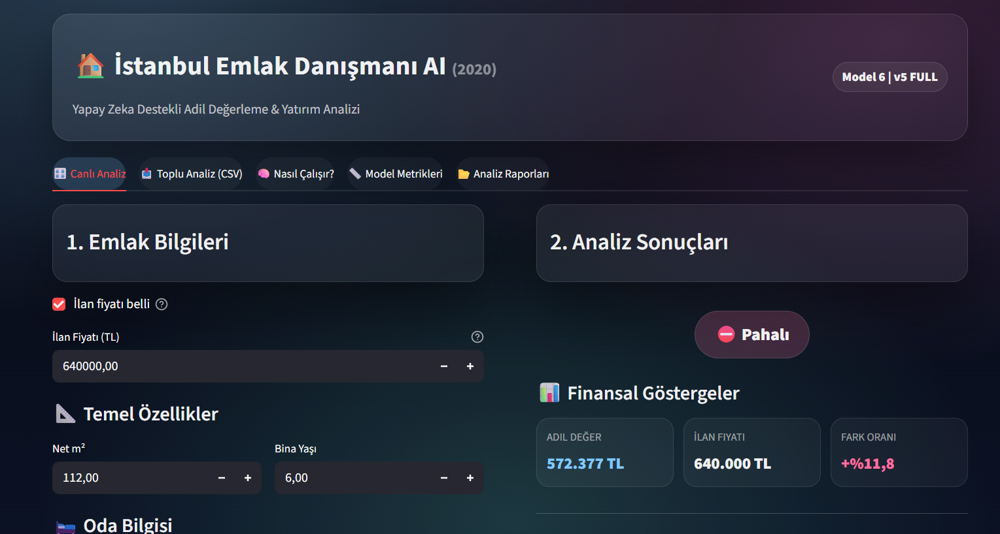 İstanbul Emlak Danışmanı AI (2020)
Model 6 | v5 FULL
Yapay Zeka Destekli Adil Değerleme & Yatırım Analizi
Canlı Analiz
Toplu Analiz (CSV)
Nasıl Çalışır?
Model Metrikleri
Analiz Raporları
1. Emlak Bilgileri
İlan fiyatı belli
İlan Fiyatı (TL)
640000,00
Temel Özellikler
Net m²
Bina Yaşı
112,00
6,00
Oda Bilgisi
2. Analiz Sonuçları
Pahalı
Finansal Göstergeler
ADIL DEĞER
572.377 TL
İLAN FIYATI
640.000 TL
FARK ORANI
+%11,8